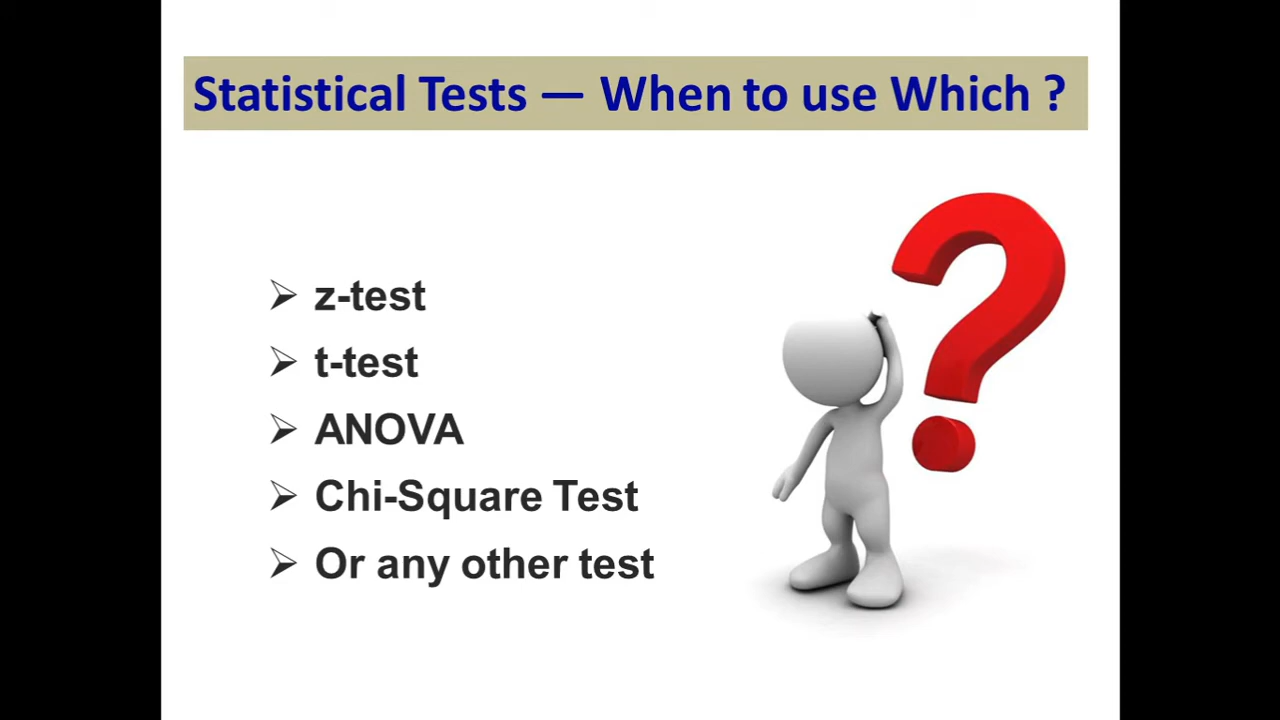 Statistical Tests — When to use Which ?
z-test
t-test
ANOVA
Chi-Square Test
Or any other test